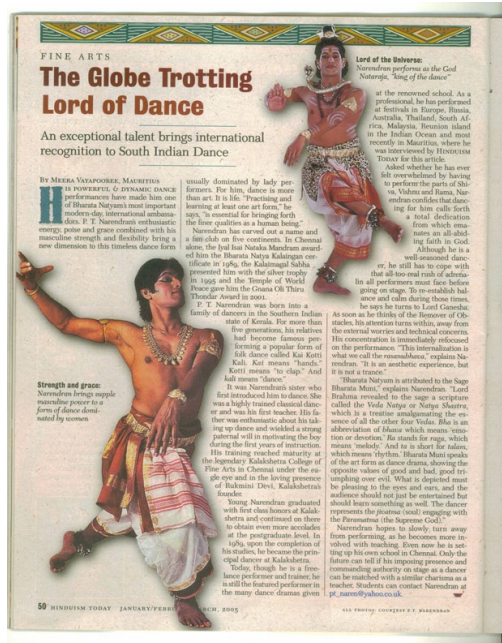 FINE ARTS
The Globe Trotting
Lord of Dance
An exceptional talent brings international
recognition to South Indian Dance
Lord of the Universe:
Narendran performs as the God
Nataraja, "king of the dance"
BY MEERA VATAPOOREE, MAURITIUS
HIS POWERFUL & DYNAMIC DANCE
performances have made him one
of Bharata Natyam's most important
modern-day, international ambassa-
dors. P. T. Narendran's enthusiastic
energy, poise and grace combined with his
masculine strength and flexibility bring a
new dimension to this timeless dance form
Strength and grace:
Narendran brings supple
masculine power to a
form of dance domi-
nated by women
usually dominated by lady per-
formers. For him, dance is more
than art. It is life. "Practising and
learning at least one art form," he
says, "is essential for bringing forth
the finer qualities as a human being."
Narendran has carved out a name and
a fan club on five continents. In Chennai
alone, the Iyal Isai Nataka Mandram award-
ed him the Bharata Natya Kalaingan cer-
tificate in 1989, the Kalaimagal Sabha
presented him with the silver trophy
in 1995 and the Temple of World
Peace gave him the Gnana Oli Thiru
Thondar Award in 2001.
P. T. Narendran was born into a
family of dancers in the Southern Indian
state of Kerala. For more than
five generations, his relatives
had become famous per-
forming a popular form of
folk dance called Kai Kotti
Kali. Kai means "hands."
Kotti means "to clap." And
kali means "dance."
It was Narendran's sister who
first introduced him to dance. She
was a highly trained classical danc-
er and was his first teacher. His fa-
ther was enthusiastic about his tak-
ing up dance and wielded a strong
paternal will in motivating the boy
during the first years of instruction.
His training reached maturity at
the legendary Kalakshetra College of
Fine Arts in Chennai under the ea-
gle eye and in the loving presence
of Rukmini Devi, Kalakshetra's
founder.
Young Narendran graduated
with first class honors at Kalak-
shetra and continued on there
to obtain even more accolades
at the postgraduate level. In
1989, upon the completion of
his studies, he became the prin-
cipal dancer at Kalakshetra.
Today, though he is a free-
lance performer and trainer, he
is still the featured performer in
the many dance dramas given
at the renowned school. As a
professional, he has performed
at festivals in Europe, Russia,
Australia, Thailand, South Af-
rica, Malaysia, Reunion island
in the Indian Ocean and most
recently in Mauritius, where he
was interviewed by HINDUISM
TODAY for this article.
Asked whether he has ever
felt overwhelmed by having
to perform the parts of Shi-
va, Vishnu and Rama, Nar-
endran confides that danc-
ing for him calls forth
a total dedication
from which ema-
nates an all-abid-
ing faith in God.
Although he is a
well-seasoned danc-
er, he still has to cope with
that all-too-real rush of adrena-
lin all performers must face before
going on stage. To re-establish bal-
ance and calm during those times,
he says he turns to Lord Ganesha.
As soon as he thinks of the Remover of Ob-
stacles, his attention turns within, away from
the external worries and technical concerns.
His concentration is immediately refocused
on the performance. "This internalization is
what we call the rasanubhava," explains Na-
rendran. "It is an aesthetic experience, but
it is not a trance."
"Bharata Natyam is attributed to the Sage
Bharata Muni," explains Narendran. "Lord
Brahma revealed to the sage a scripture
called the Veda Natya or Natya Shastra,
which is a treatise amalgamating the es-
sence of all the other four Vedas. Bha is an
abbreviation of bhava which means 'emo-
tion or devotion.' Ra stands for raga, which
means 'melody.' And ta is short for talam,
which means 'rhythm.' Bharata Muni speaks
of the art form as dance drama, showing the
opposite values of good and bad, good tri-
umphing over evil. What is depicted must
be pleasing to the eyes and ears, and the
audience should not just be entertained but
should learn something as well. The dancer
represents the jivatma (soul) engaging with
the Paramatma (the Supreme God)."
Narendran hopes to slowly, turn away
from performing, as he becomes more in-
volved with teaching. Even now he is set-
ting up his own school in Chennai. Only the
future can tell if his imposing presence and
commanding authority on stage as a dancer
can be matched with a similar charisma as a
teacher. Students can contact Narendran at
pt_naren@yahoo.co.uk
50 HINDUISM TODAY JANUARY/FEBRU ARCH, 2005
ALL PHOTOS: COURTESY P.T. NARENDRAN